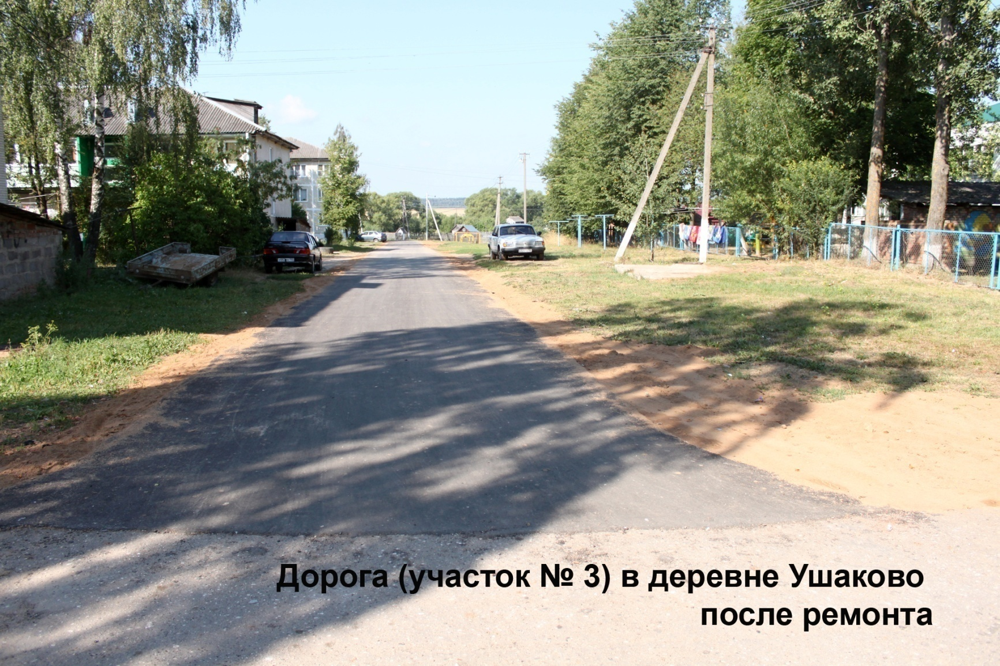 Дорога (участок № 3) в деревне Ушаково
после ремонта